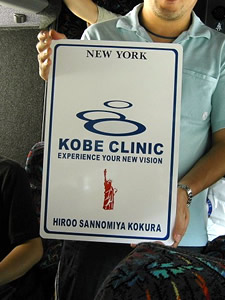 NEW YORK
KOBE CLINIC
EXPERIENCE YOUR NEW VISION
HIROO SANNOMIYA KOKURA